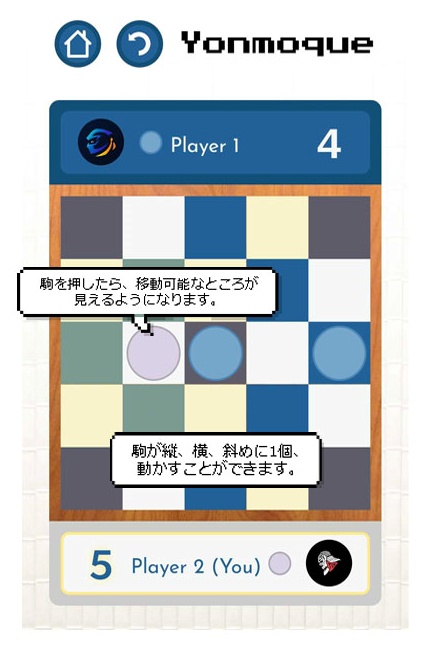 Yonmoque
Player 1
4
駒を押したら、移動可能なところが
見えるようになります。
駒が縦、横、斜めに1個、
動かすことができます。
5
Player 2 (You)